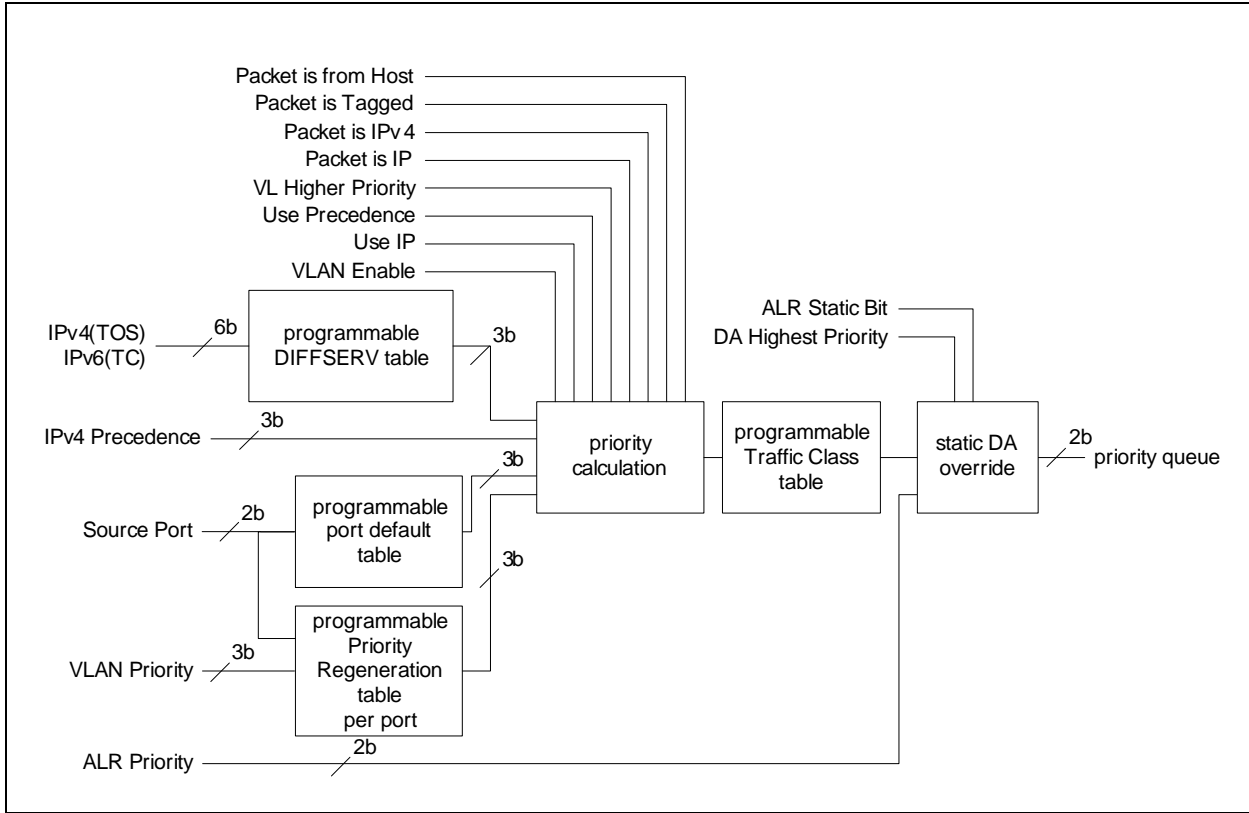 Packet is from Host
Packet is Tagged
Packet is IPv4
Packet is IP
VL Higher Priority
Use Precedence
Use IP
VLAN Enable
IPv4(TOS)
IPv6(TC)
6b
programmable
DIFFSERV table
3b
ALR Static Bit
DA Highest Priority
IPv4 Precedence
3b
priority
calculation
programmable
Traffic Class
table
static DA
override
2b
priority queue
Source Port
2b
programmable
port default
table
3b
VLAN Priority
3b
programmable
Priority
Regeneration
table
per port
3b
ALR Priority
2b